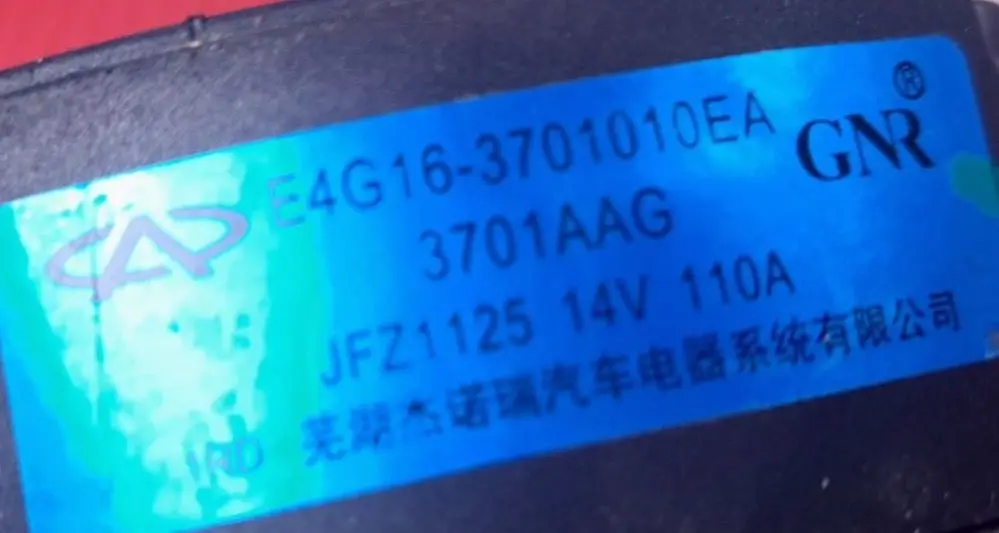 E4G16-3701010EA
GNR®
3701AAG
JFZ1125 14V 110A
芜湖杰诺瑞汽车电器系统有限公司